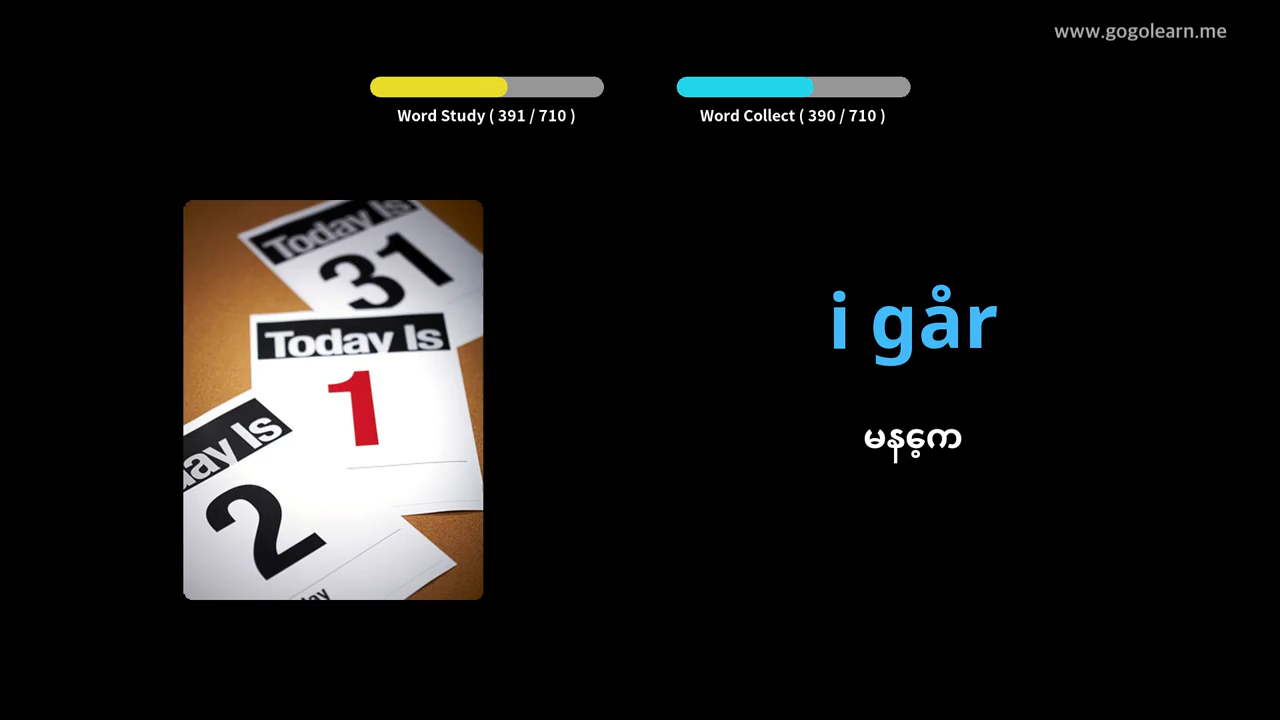 www.gogolearn.me
Word Study ( 391 / 710 )
Word Collect ( 390 / 710 )
Today Is
31
Today Is
1
ay Is
2
ay
i går
မနေ့က